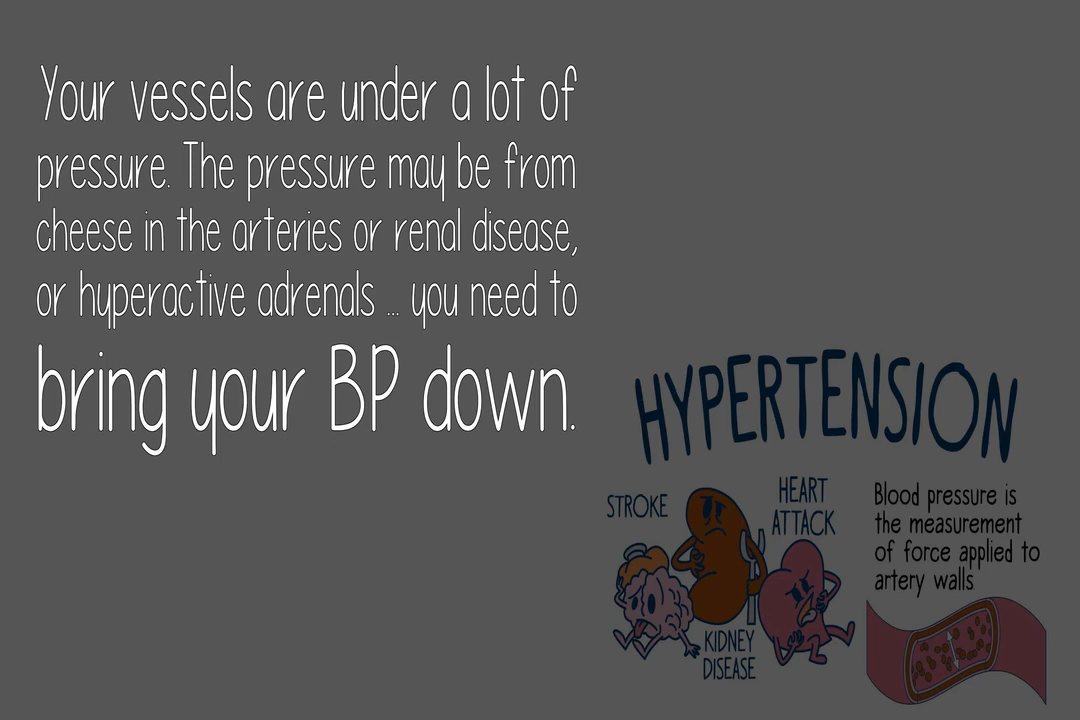 Your vessels are under a lot of
pressure. The pressure may be from
cheese in the arteries or renal disease,
or hyperactive adrenals ... you need to
bring your BP down.
HYPERTENSION
STROKE
HEART
ATTACK
KIDNEY
DISEASE
Blood pressure is
the measurement
of force applied to
artery walls